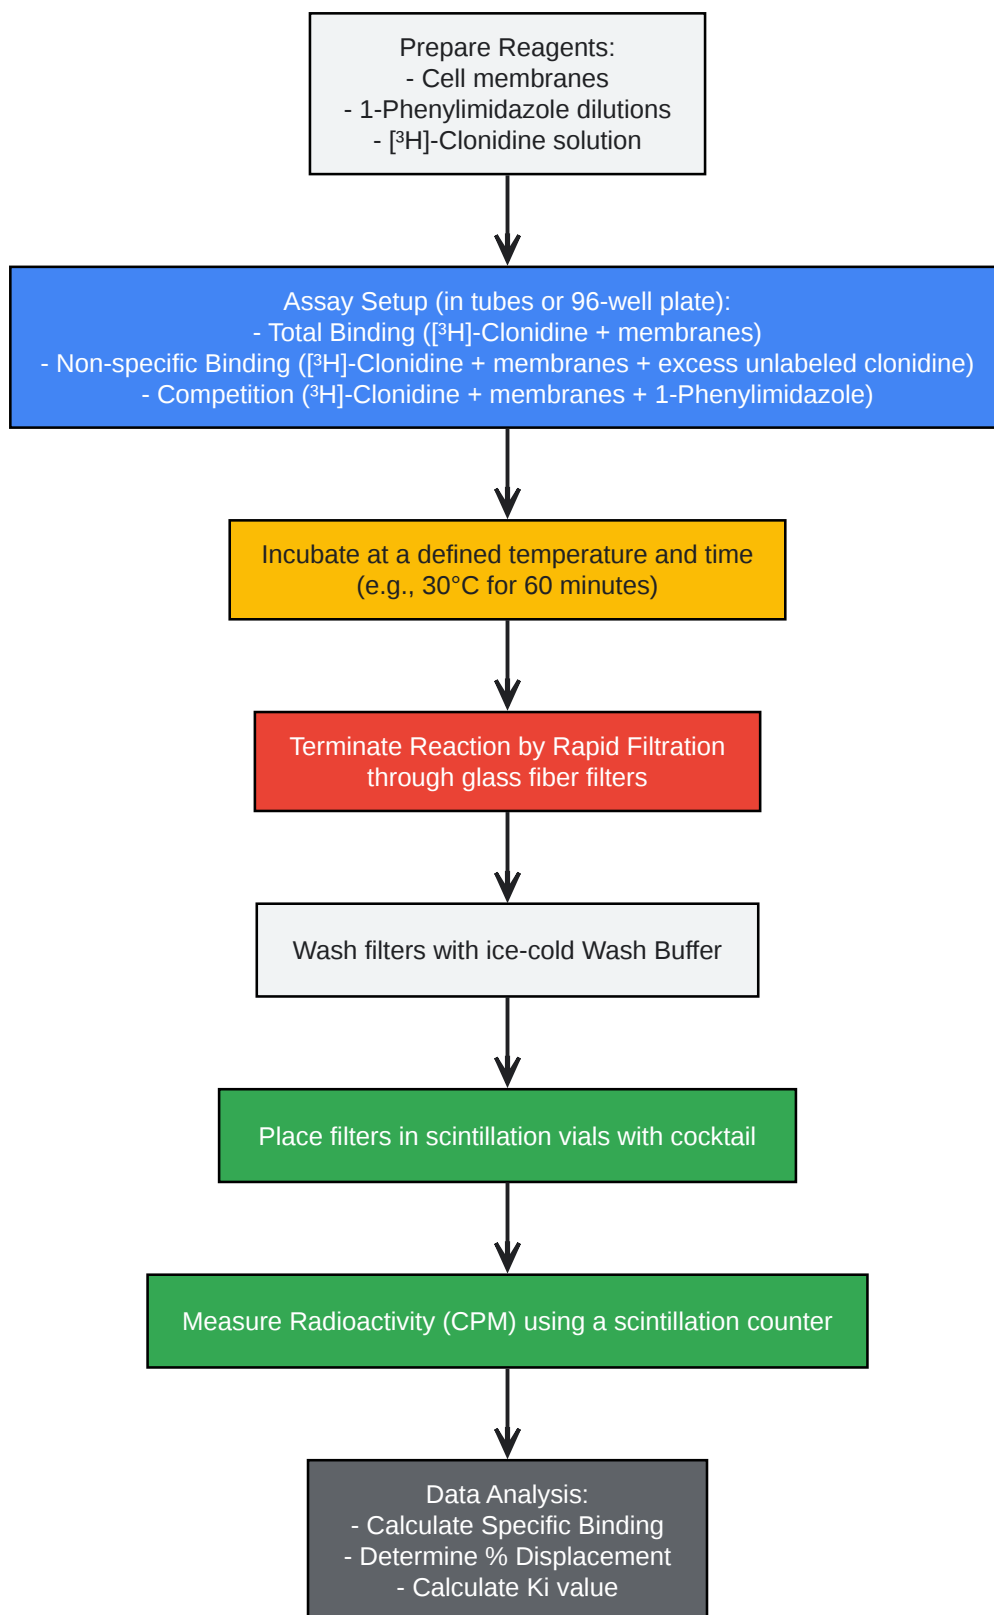 Prepare Reagents:
- Cell membranes
- 1-Phenylimidazole dilutions
- [³H]-Clonidine solution
Assay Setup (in tubes or 96-well plate):
- Total Binding ([³H]-Clonidine + membranes)
- Non-specific Binding ([³H]-Clonidine + membranes + excess unlabeled clonidine)
- Competition (³H]-Clonidine + membranes + 1-Phenylimidazole)
Incubate at a defined temperature and time
(e.g., 30°C for 60 minutes)
Terminate Reaction by Rapid Filtration
through glass fiber filters
Wash filters with ice-cold Wash Buffer
Place filters in scintillation vials with cocktail
Measure Radioactivity (CPM) using a scintillation counter
Data Analysis:
- Calculate Specific Binding
- Determine % Displacement
- Calculate Ki value